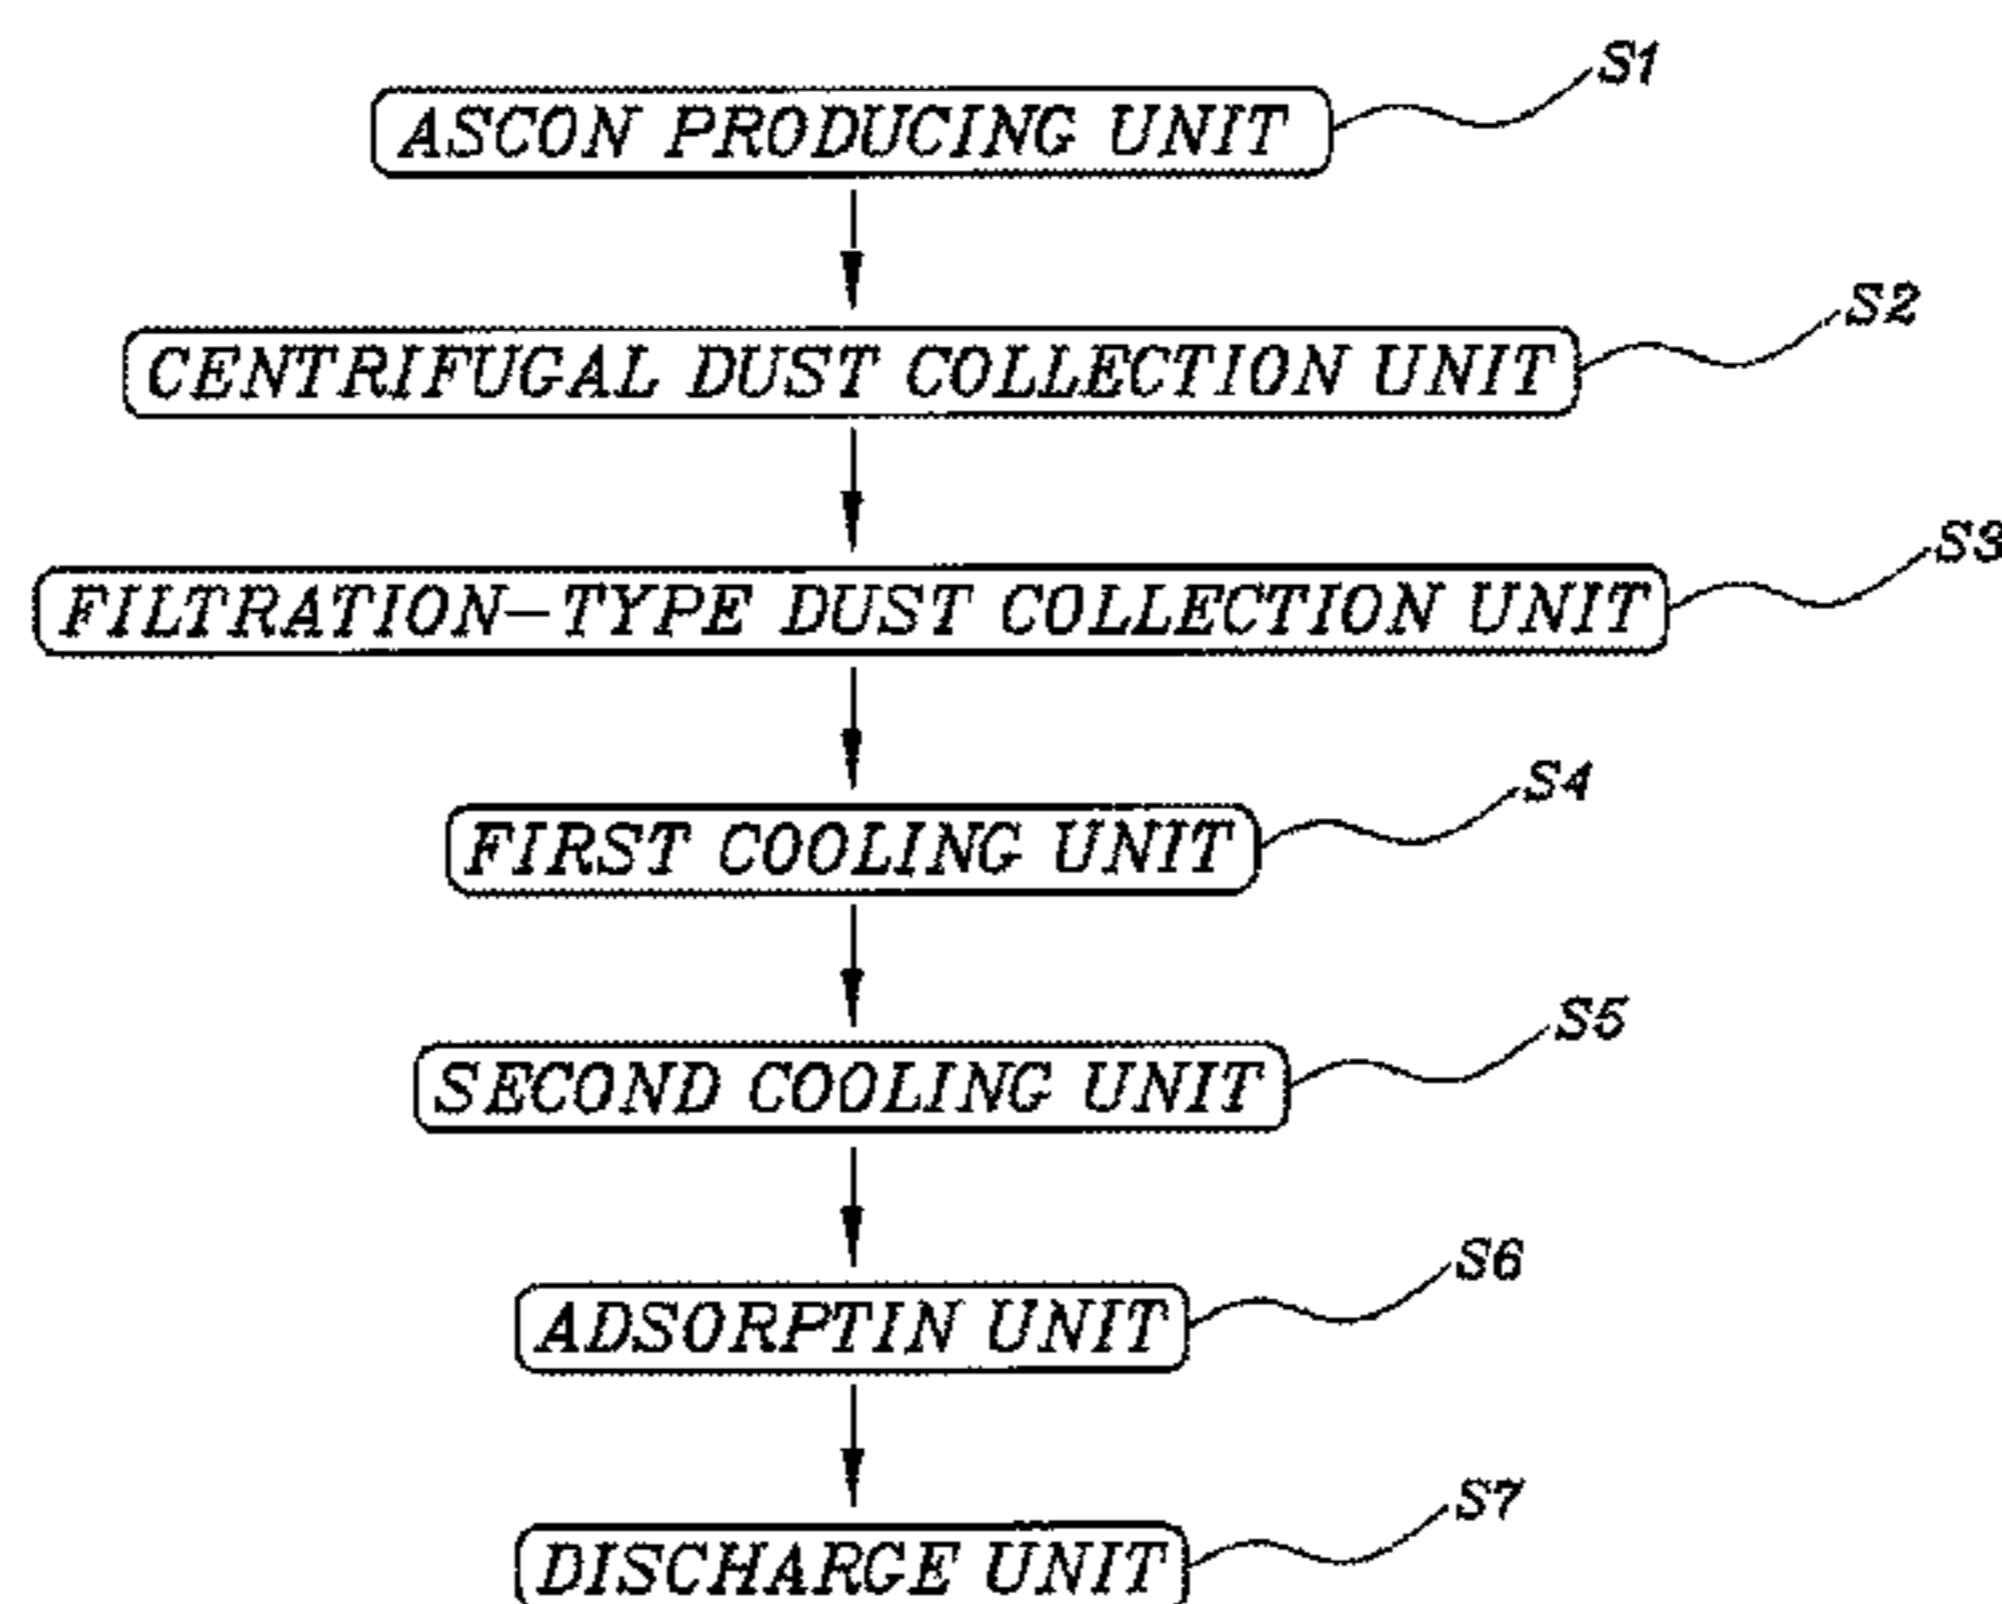 S1
ASCON PRODUCING UNIT
S2
CENTRIFUGAL DUST COLLECTION UNIT
S3
FILTRATION-TYPE DUST COLLECTION UNIT
S4
FIRST COOLING UNIT
S5
SECOND COOLING UNIT
S6
ADSORPTIN UNIT
S7
DISCHARGE UNIT